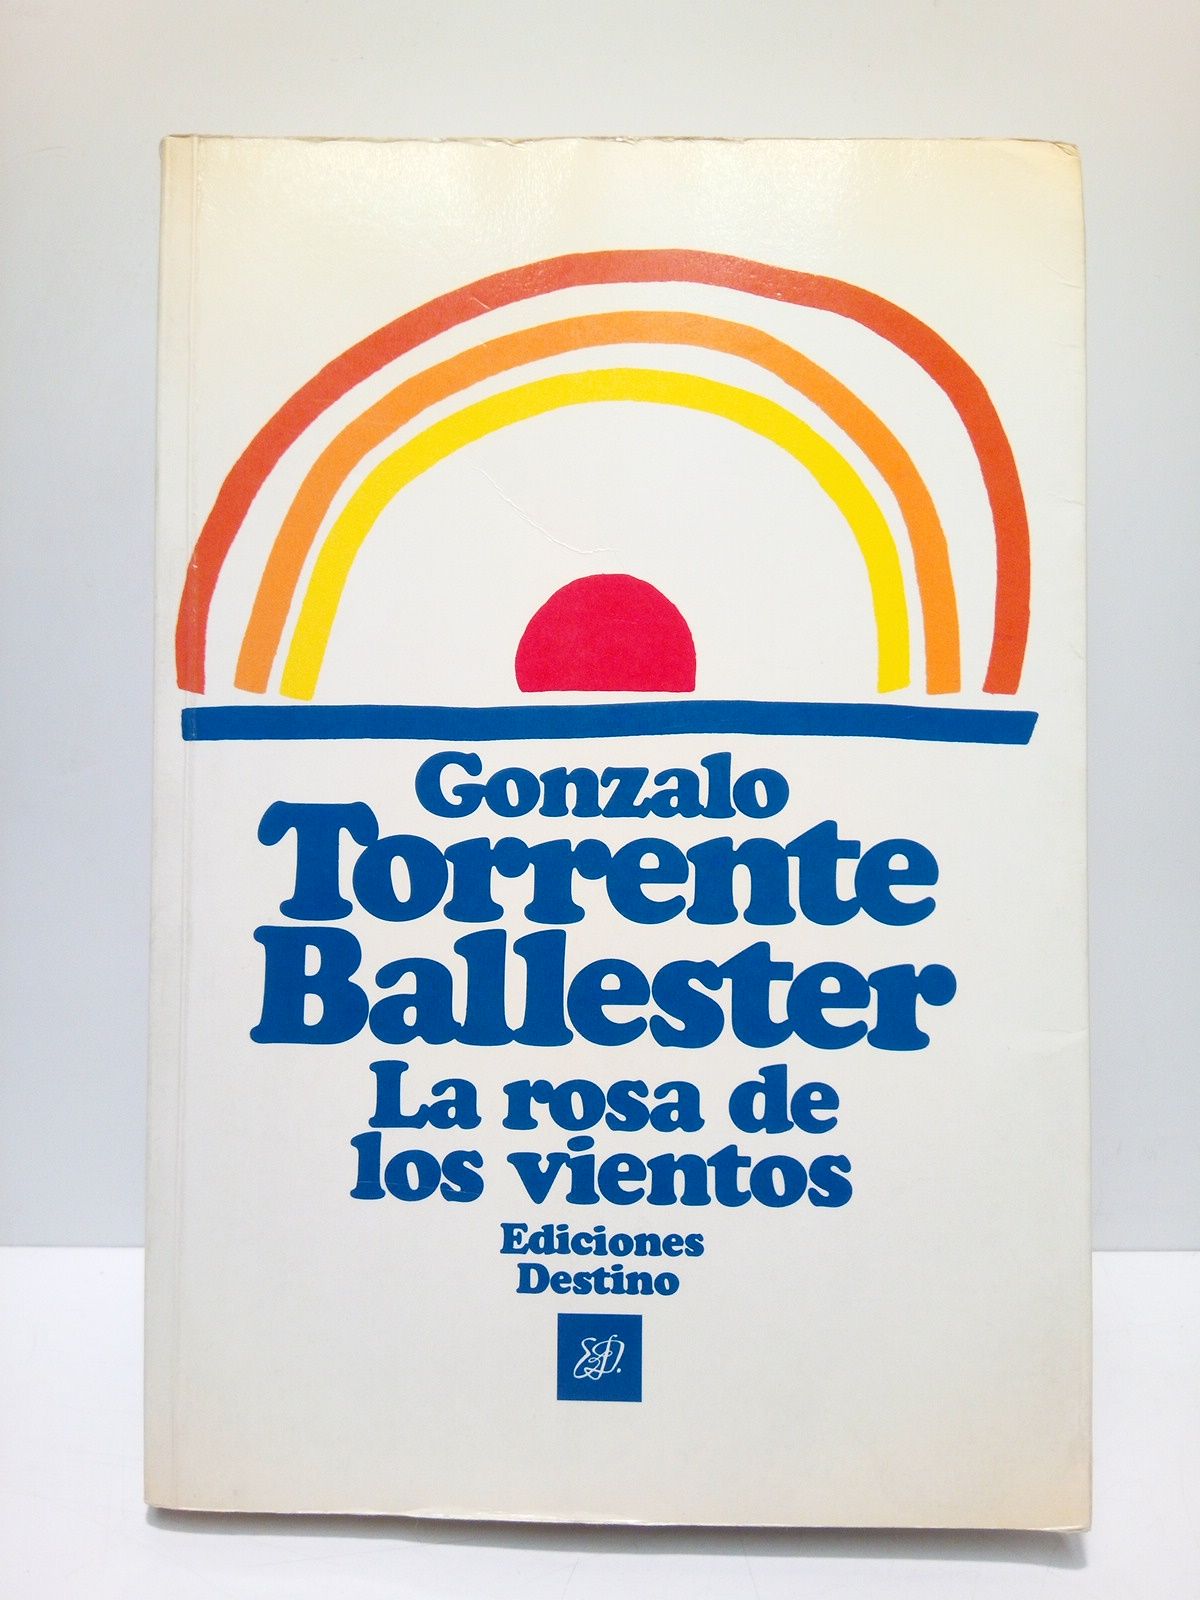 Gonzalo
Torrente
Ballester
La rosa de
los vientos
Ediciones
Destino